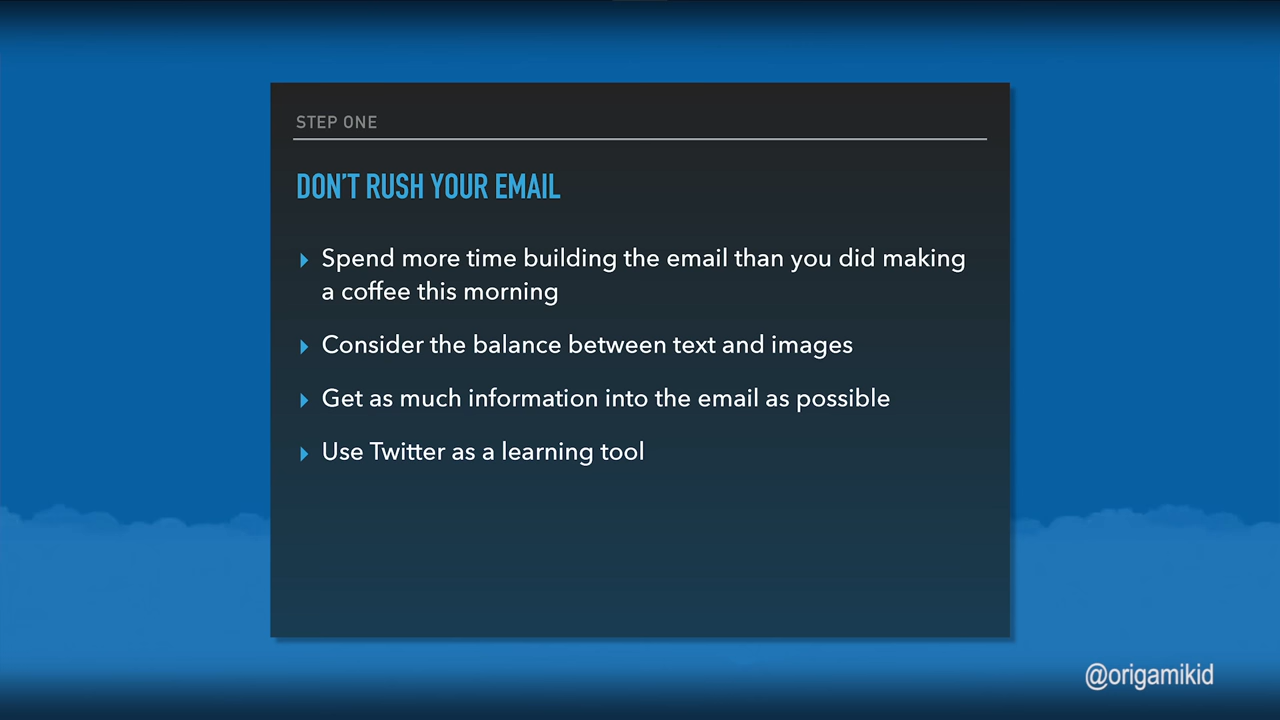 STEP ONE
DON'T RUSH YOUR EMAIL
Spend more time building the email than you did making
a coffee this morning
Consider the balance between text and images
Get as much information into the email as possible
Use Twitter as a learning tool
@origamikid